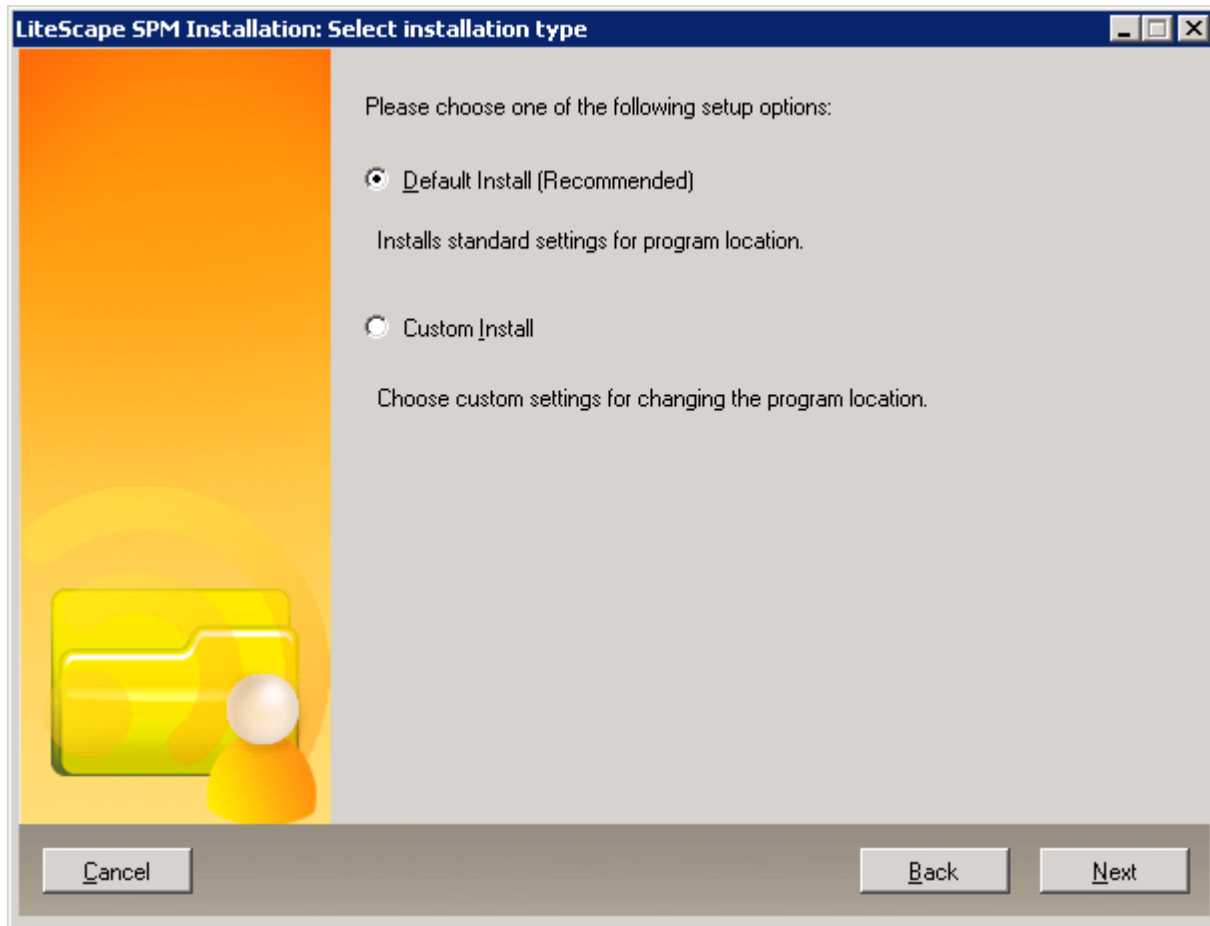 LiteScape SPM Installation: Select installation type
Please choose one of the following setup options:
Default Install (Recommended)
Installs standard settings for program location.
Custom Install
Choose custom settings for changing the program location.
Cancel
Back
Next